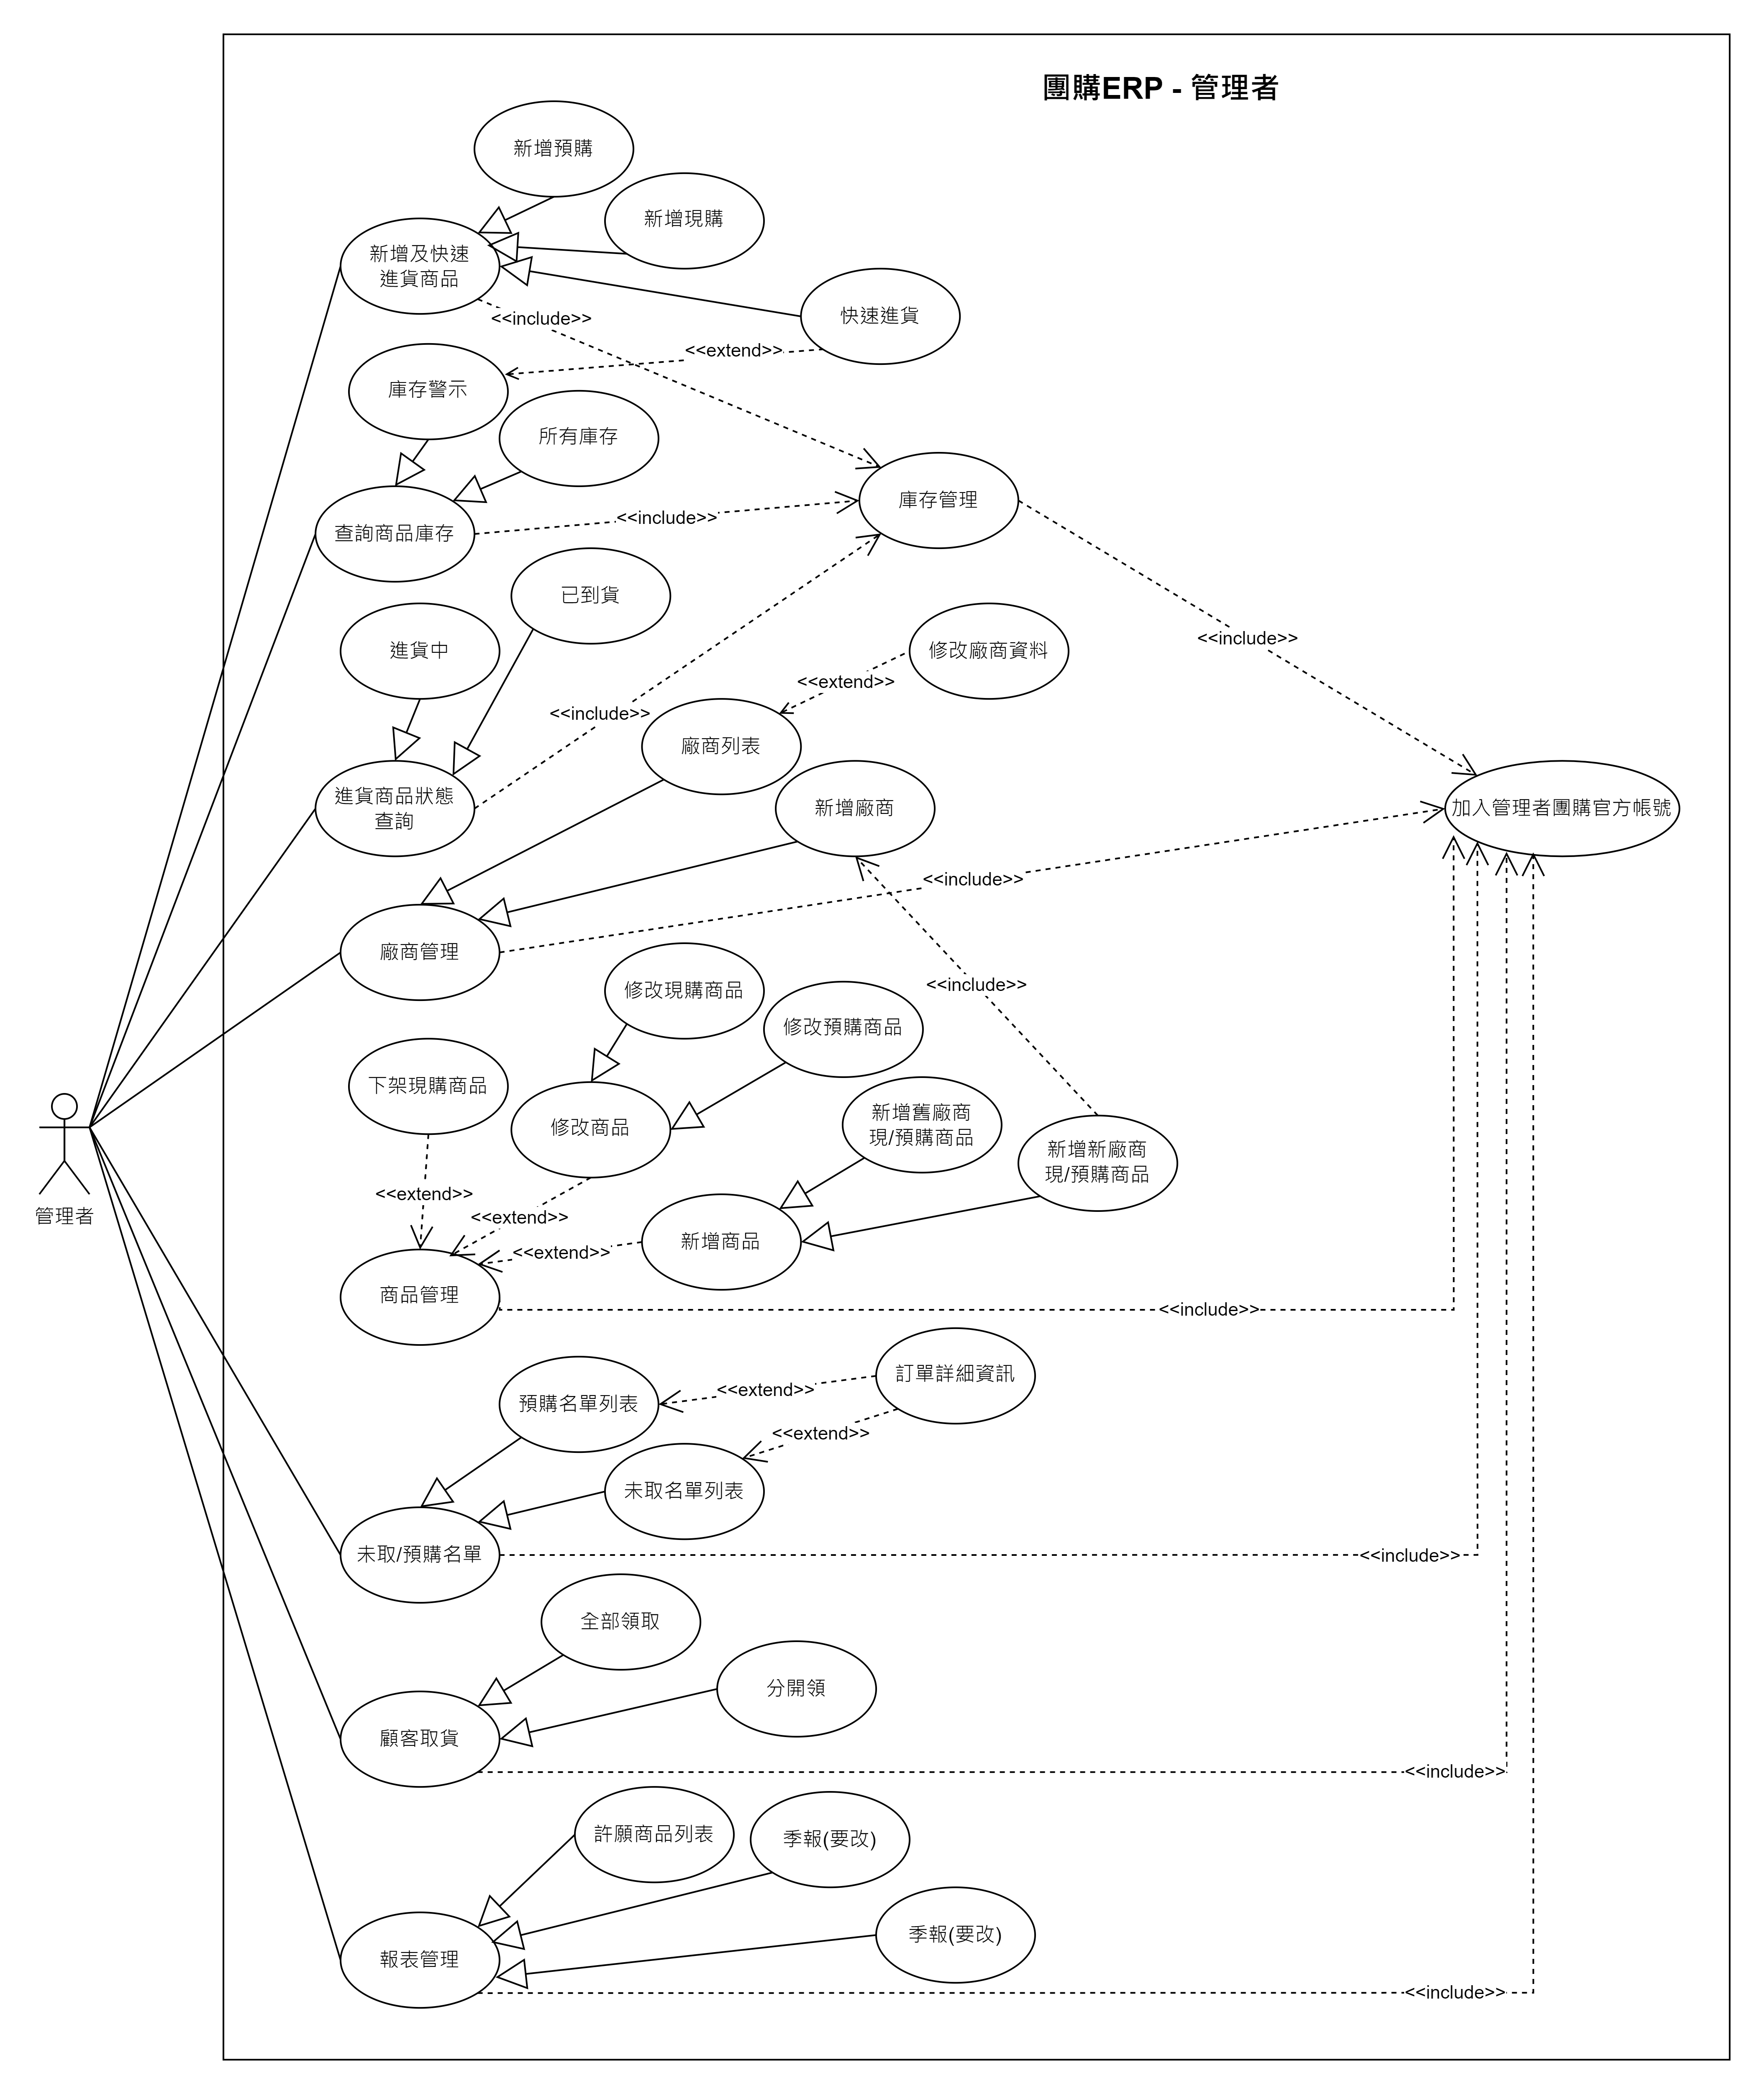 團購ERP - 管理者
新增預購
新增現購
新增及快速
進貨商品
快速進貨
<<include>>
<<extend>>
庫存警示
所有庫存
庫存管理
查詢商品庫存
<<include>>
已到貨
<<include>>
進貨中
修改廠商資料
<<extend>>
<<include>>
廠商列表
進貨商品狀態
查詢
新增廠商
加入管理者團購官方帳號
<<include>>
廠商管理
<<include>>
修改現購商品
修改預購商品
下架現購商品
修改商品
新增舊廠商
現/預購商品
新增新廠商
現/預購商品
<<extend>>
管理者
<<extend>>
新增商品
<<extend>>
商品管理
<<include>>
訂單詳細資訊
<<extend>>
預購名單列表
<<extend>>
未取名單列表
未取/預購名單
<<include>>
全部領取
分開領
顧客取貨
<<include>>
許願商品列表
季報(要改)
季報(要改)
報表管理
<<include>>